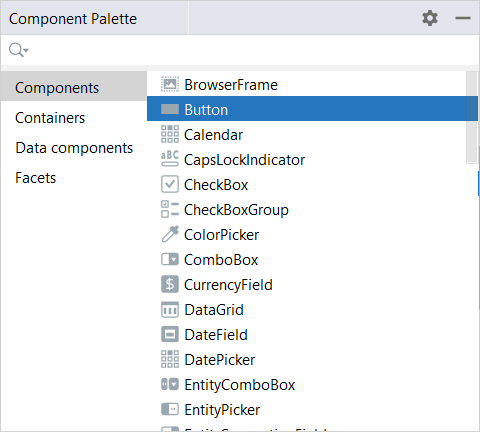 Component Palette
Components
Containers
Data components
Facets
BrowserFrame
Button
Calendar
aBC CapsLockIndicator
CheckBox
CheckBoxGroup
ColorPicker
ComboBox
$ CurrencyField
DataGrid
DateField
DatePicker
EntityComboBox
EntityPicker